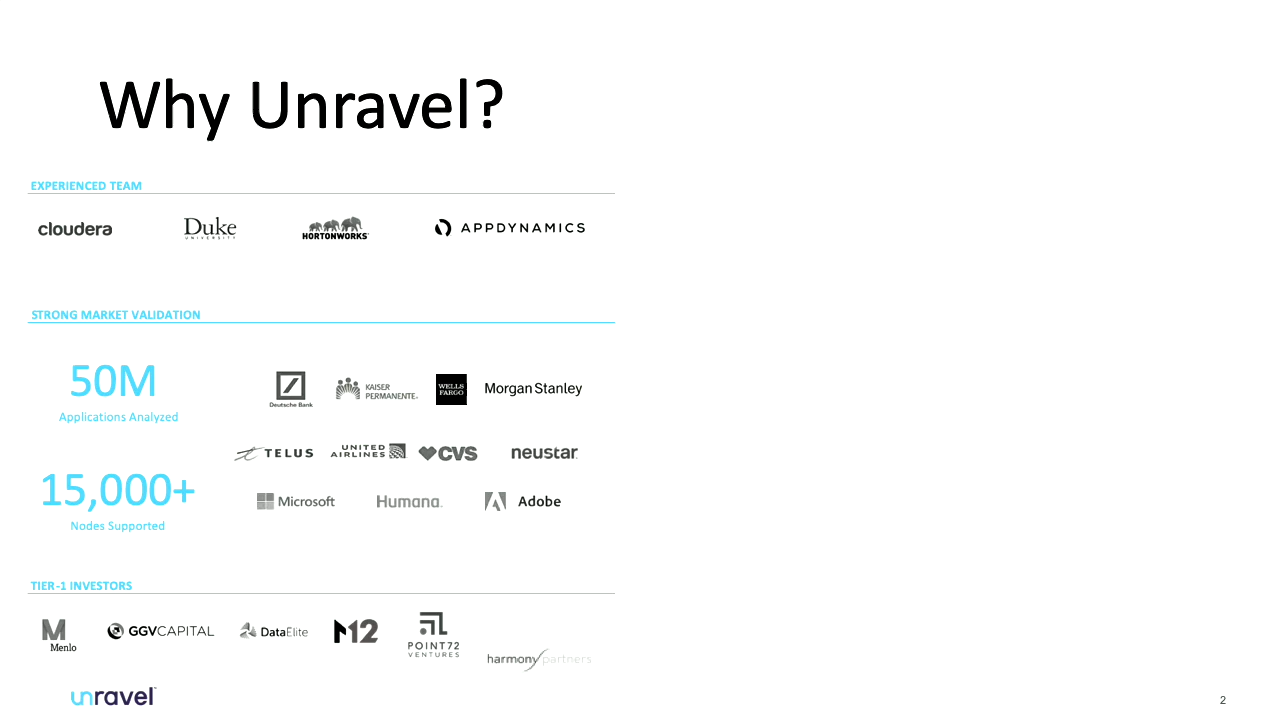 Why Unravel?
EXPERIENCED TEAM
cloudera
Duke
UNIVERSITY
HORTONWORKS
APPDYNAMICS
STRONG MARKET VALIDATION
50M
Applications Analyzed
Deutsche Bank
KAISER
PERMANENTE®
WELLS
FARGO
Morgan Stanley
TELUS
UNITED
AIRLINES
CVS
neustar
15,000+
Nodes Supported
Microsoft
Humana
Adobe
TIER-1 INVESTORS
Menlo
GGVCAPITAL
DataElite
M12
POINT72
VENTURES
harmony partners
unravel™
2